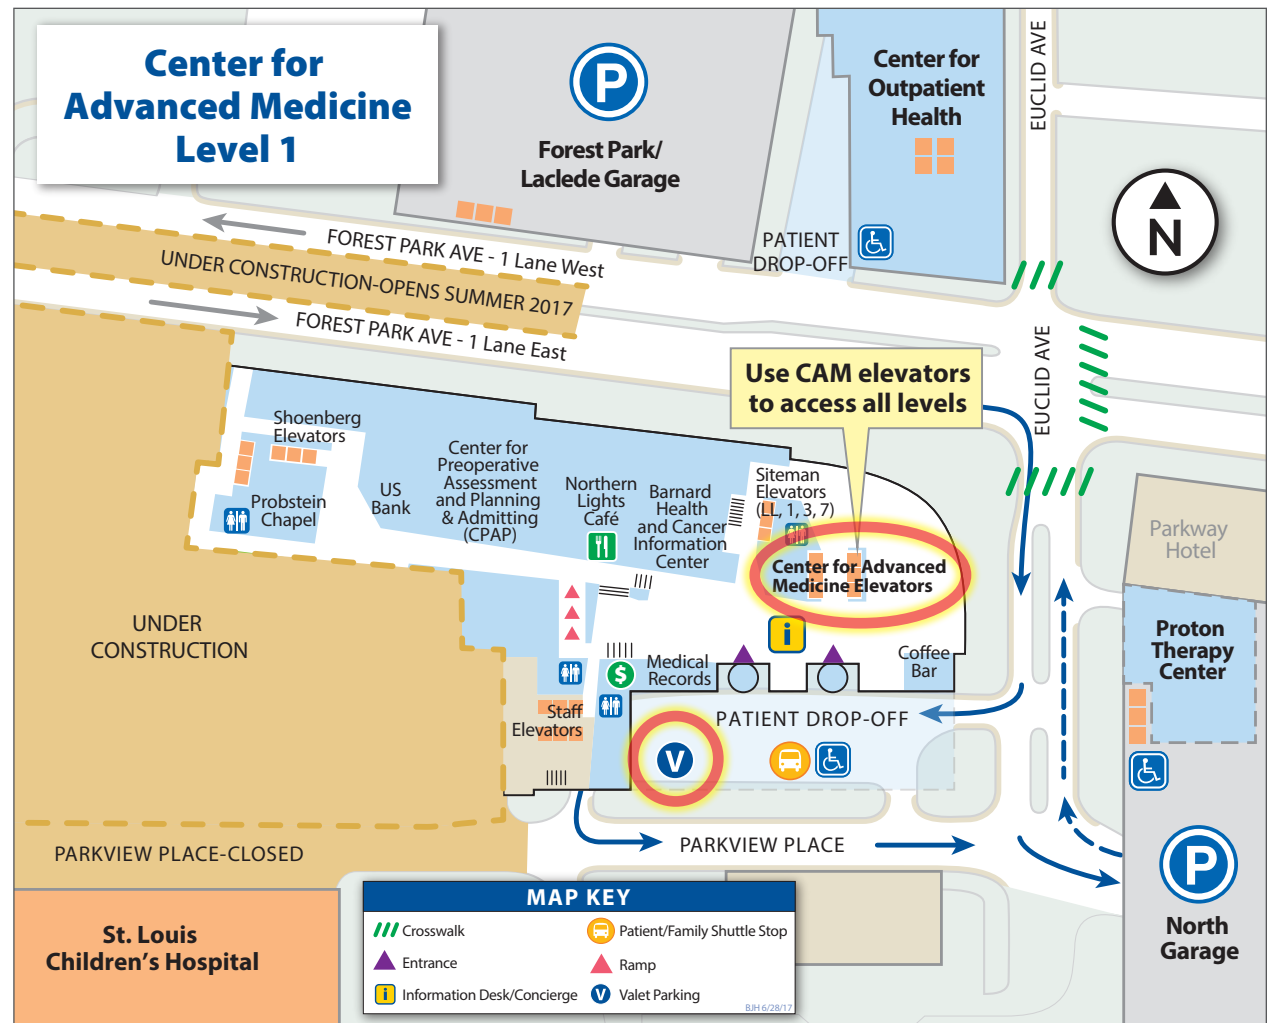 Center for
Advanced Medicine
Level 1
P
Forest Park/
Laclede Garage
Center for
Outpatient
Health
EUCLID AVE
N
PATIENT
DROP-OFF
FOREST PARK AVE - 1 Lane West
UNDER CONSTRUCTION-OPENS SUMMER 2017
FOREST PARK AVE - 1 Lane East
EUCLID AVE
Use CAM elevators
to access all levels
Shoenberg
Elevators
Probstein
Chapel
US
Bank
Center for
Preoperative
Assessment
and Planning
& Admitting
(CPAP)
Northern
Lights
Café
Barnard
Health
and Cancer
Information
Center
Siteman
Elevators
(LL, 1, 3, 7)
Center for Advanced
Medicine Elevators
Parkway
Hotel
Proton
Therapy
Center
UNDER
CONSTRUCTION
i
$
Medical
Records
Coffee
Bar
Staff
Elevators
PATIENT DROP-OFF
V
PARKVIEW PLACE
PARKVIEW PLACE-CLOSED
P
North
Garage
St. Louis
Children's Hospital
MAP KEY
Crosswalk
Patient/Family Shuttle Stop
Entrance
Ramp
i Information Desk/Concierge
V Valet Parking
BJH 6/28/17